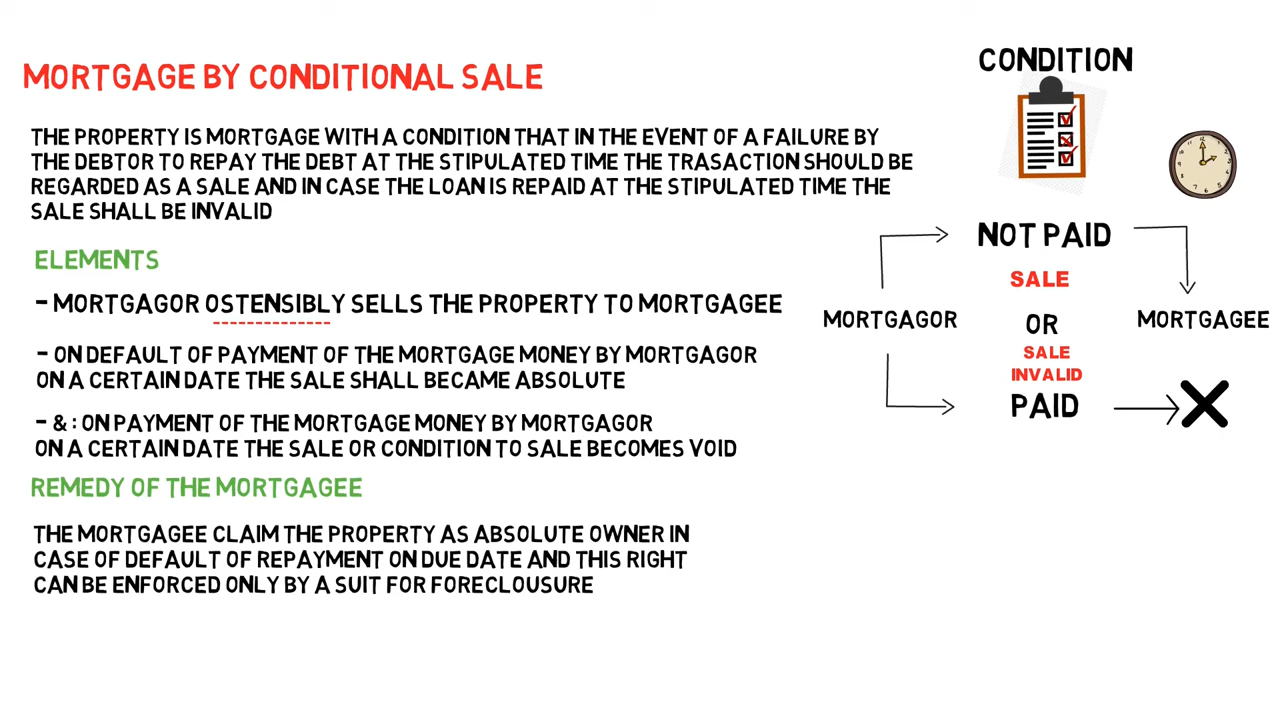 MORTGAGE BY CONDITIONAL SALE
THE PROPERTY IS MORTGAGE WITH A CONDITION THAT IN THE EVENT OF A FAILURE BY
THE DEBTOR TO REPAY THE DEBT AT THE STIPULATED TIME THE TRASACTION SHOULD BE
REGARDED AS A SALE AND IN CASE THE LOAN IS REPAID AT THE STIPULATED TIME THE
SALE SHALL BE INVALID
ELEMENTS
- MORTGAGOR OSTENSIBLY SELLS THE PROPERTY TO MORTGAGEE
- ON DEFAULT OF PAYMENT OF THE MORTGAGE MONEY BY MORTGAGOR
ON A CERTAIN DATE THE SALE SHALL BECAME ABSOLUTE
- & : ON PAYMENT OF THE MORTGAGE MONEY BY MORTGAGOR
ON A CERTAIN DATE THE SALE OR CONDITION TO SALE BECOMES VOID
REMEDY OF THE MORTGAGEE
THE MORTGAGEE CLAIM THE PROPERTY AS ABSOLUTE OWNER IN
CASE OF DEFAULT OF REPAYMENT ON DUE DATE AND THIS RIGHT
CAN BE ENFORCED ONLY BY A SUIT FOR FORECLOUSURE
CONDITION
NOT PAID
SALE
MORTGAGOR
OR
MORTGAGEE
SALE
INVALID
PAID